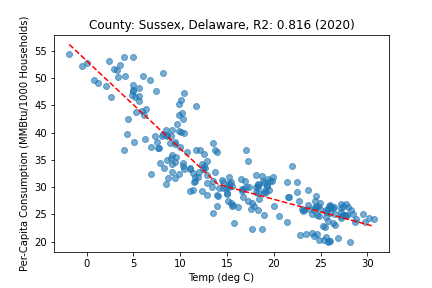 County: Sussex, Delaware, R2: 0.816 (2020)
Per-Capita Consumption (MMBtu/1000 Households)
55
50
45
40
35
30
25
20
0 5 10 15 20 25 30
Temp (deg C)